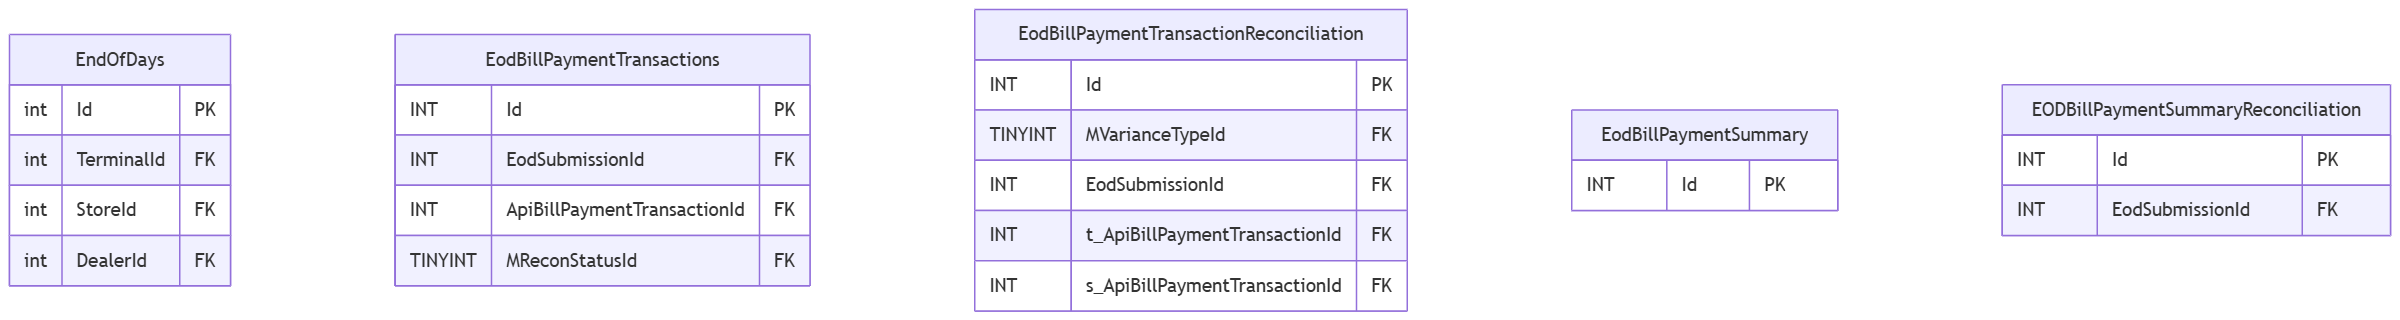 EndOfDays
int Id PK
int TerminalId FK
int StoreId FK
int DealerId FK
EodBillPaymentTransactions
INT Id PK
INT EodSubmissionId FK
INT ApiBillPaymentTransactionId FK
TINYINT MReconStatusId FK
EodBillPaymentTransactionReconciliation
INT Id PK
TINYINT MVarianceTypeId FK
INT EodSubmissionId FK
INT t_ApiBillPaymentTransactionId FK
INT s_ApiBillPaymentTransactionId FK
EodBillPaymentSummary
INT Id PK
EODBillPaymentSummaryReconciliation
INT Id PK
INT EodSubmissionId FK